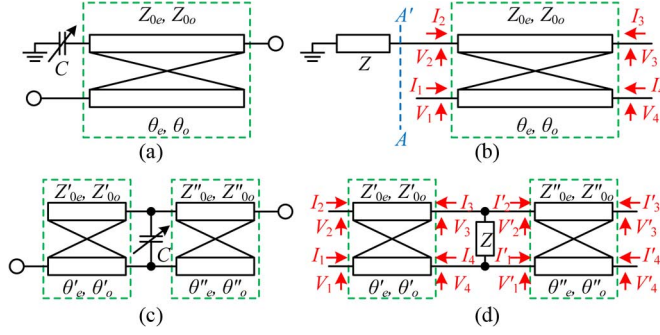 Z0e, Z0o
C
θe, θo
(a)
A'
I2
Z0e, Z0o
I3
Z
V2
V3
I1
V1
V4
A
θe, θo
(b)
Z'0e, Z'0o
Z"0e, Z"0o
C
θ'e, θ'o
θ"e, θ"o
(c)
I2
Z'0e, Z'0o
I3
I'2
Z"0e, Z"0o
I'3
V2
V3
V'2
V'3
I1
I4
Z
I'1
I'4
V1
V4
V'1
V'4
θ'e, θ'o
θ"e, θ"o
(d)